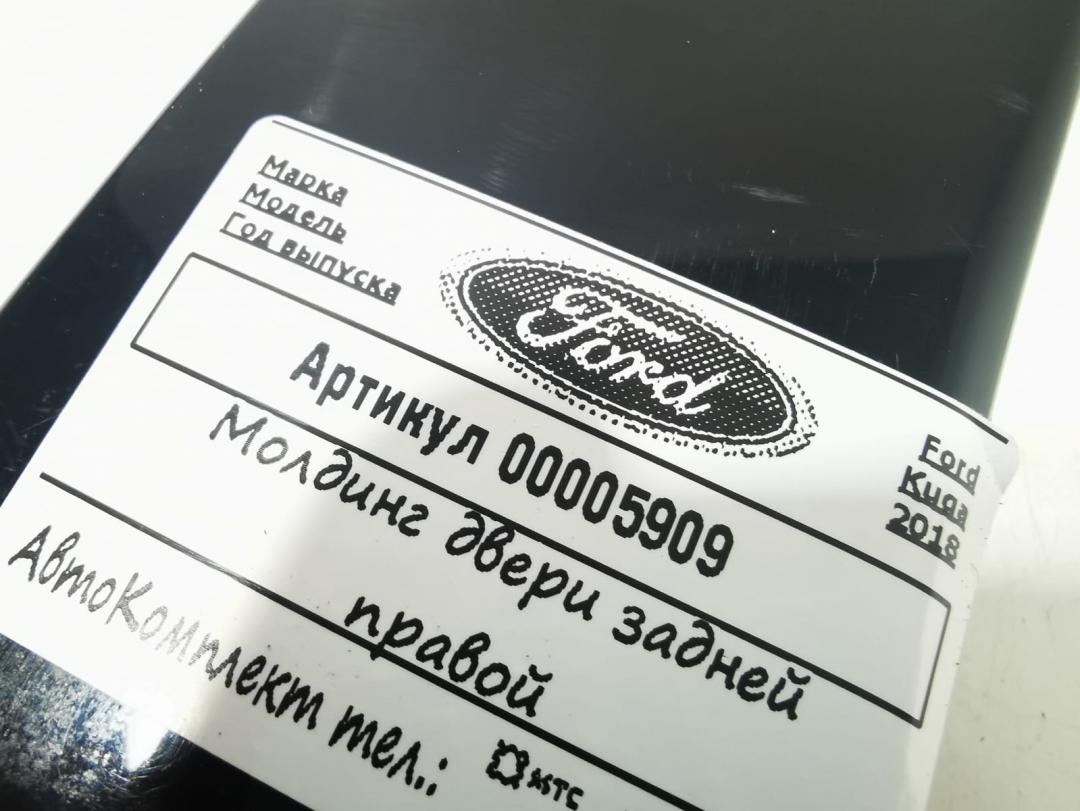 Марка
Модель
Год выпуска
Ford
Ford
Kuga
2018
Артикул 00005909
Молдинг двери задней
правой
АвтоКомплект тел.: